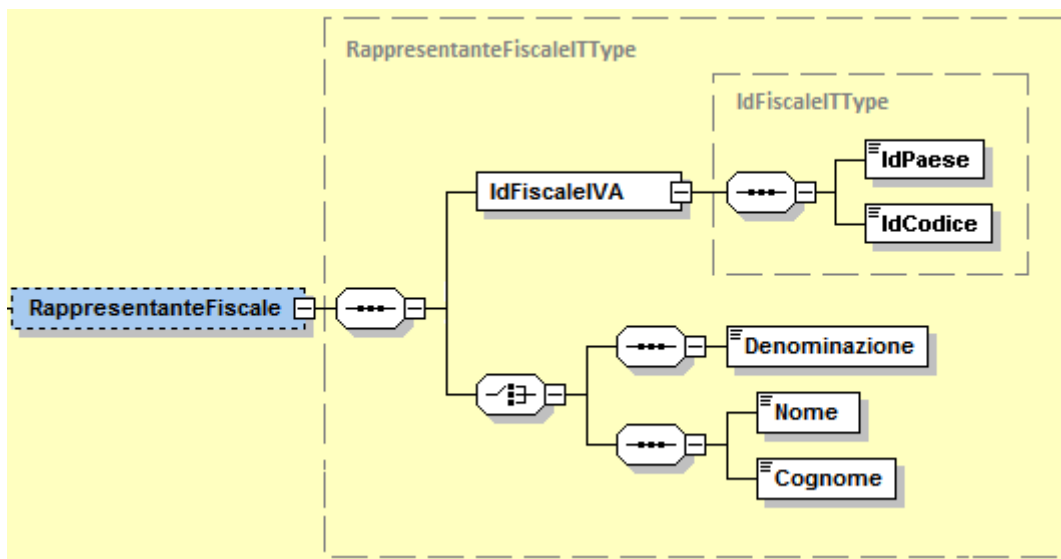 RappresentanteFiscaleITType
IdFiscaleITType
IdPaese
IdFiscaleIVA
IdCodice
RappresentanteFiscale
Denominazione
Nome
Cognome